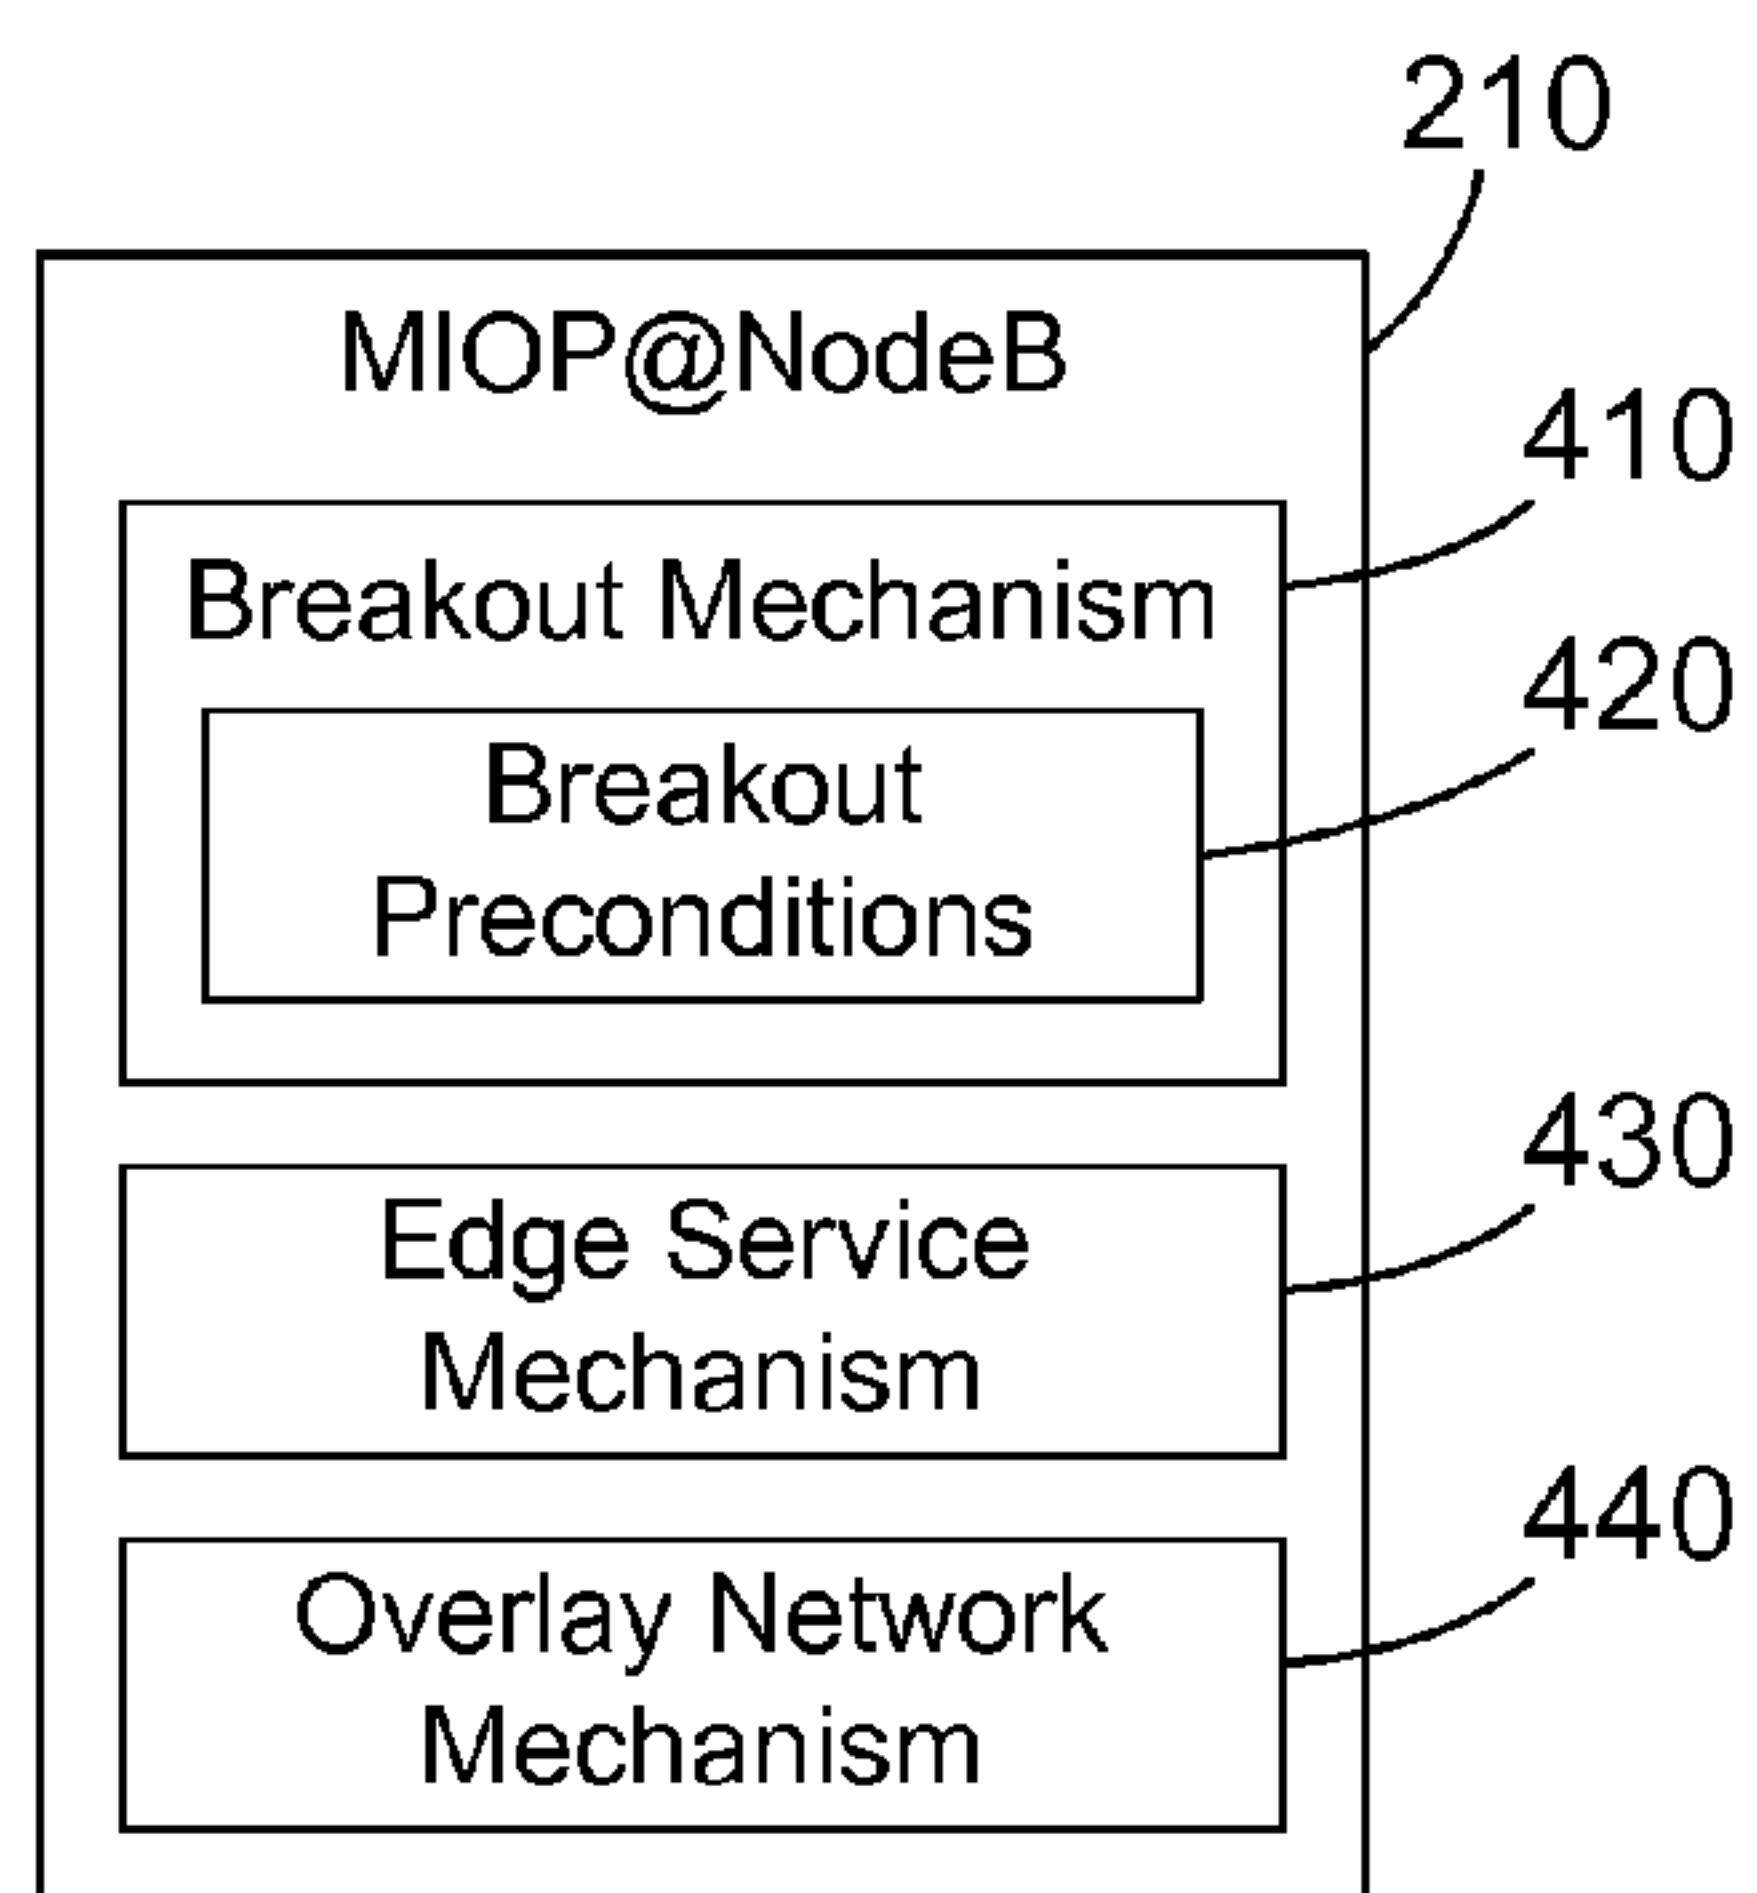 210
MIOP@NodeB
410
Breakout Mechanism
420
Breakout
Preconditions
430
Edge Service
Mechanism
440
Overlay Network
Mechanism